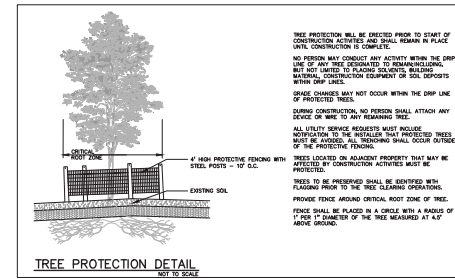 CRITICAL
ROOT ZONE
4' HIGH PROTECTIVE FENCING WITH
STEEL POSTS - 10' O.C.
EXISTING SOIL
TREE PROTECTION DETAIL
NOT TO SCALE
TREE PROTECTION WILL BE ERECTED PRIOR TO START OF
CONSTRUCTION ACTIVITIES AND SHALL REMAIN IN PLACE
UNTIL CONSTRUCTION IS COMPLETE.
NO PERSON MAY CONDUCT ANY ACTIVITY WITHIN THE DRIP
LINE OF ANY TREE DESIGNATED TO REMAIN;INCLUDING,
BUT NOT LIMITED TO PLACING SOLVENTS, BUILDING
MATERIAL, CONSTRUCTION EQUIPMENT OR SOIL DEPOSITS
WITHIN DRIP LINES.
GRADE CHANGES MAY NOT OCCUR WITHIN THE DRIP LINE
OF PROTECTED TREES.
DURING CONSTRUCTION, NO PERSON SHALL ATTACH ANY
DEVICE OR WIRE TO ANY REMAINING TREE.
ALL UTILITY SERVICE REQUESTS MUST INCLUDE
NOTIFICATION TO THE INSTALLER THAT PROTECTED TREES
MUST BE AVOIDED. ALL TRENCHING SHALL OCCUR OUTSIDE
OF THE PROTECTIVE FENCING.
TREES LOCATED ON ADJACENT PROPERTY THAT MAY BE
AFFECTED BY CONSTRUCTION ACTIVITIES MUST BE
PROTECTED.
TREES TO BE PRESERVED SHALL BE IDENTIFIED WITH
FLAGGING PRIOR TO THE TREE CLEARING OPERATIONS.
PROVIDE FENCE AROUND CRITICAL ROOT ZONE OF TREE.
FENCE SHALL BE PLACED IN A CIRCLE WITH A RADIUS OF
1' PER 1" DIAMETER OF THE TREE MEASURED AT 4.5'
ABOVE GROUND.